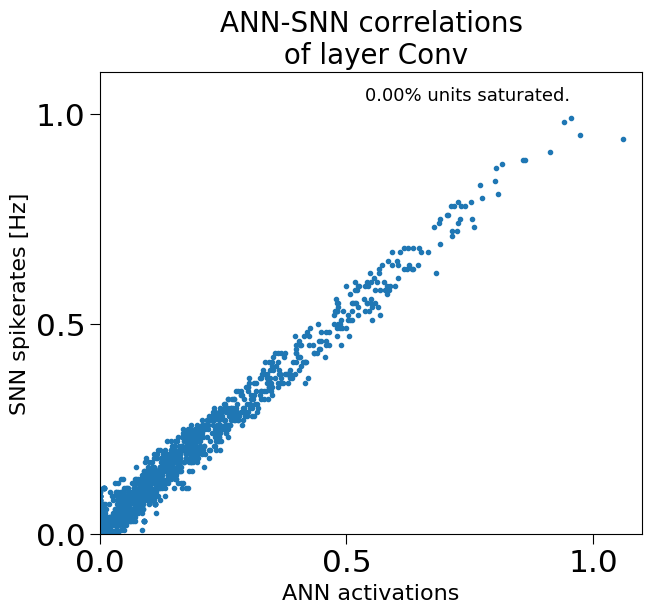 ANN-SNN correlations
of layer Conv
0.00% units saturated.
1.0
0.5
0.0
SNN spikerates [Hz]
0.0 0.5 1.0
ANN activations